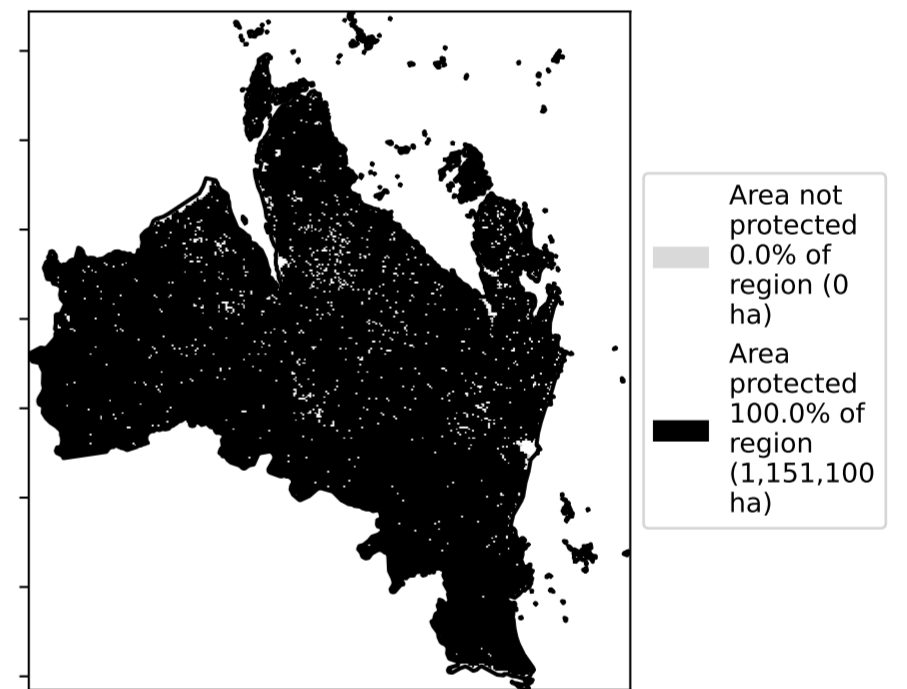 Area not
protected
0.0% of
region (0
ha)
Area
protected
100.0% of
region
(1,151,100
ha)